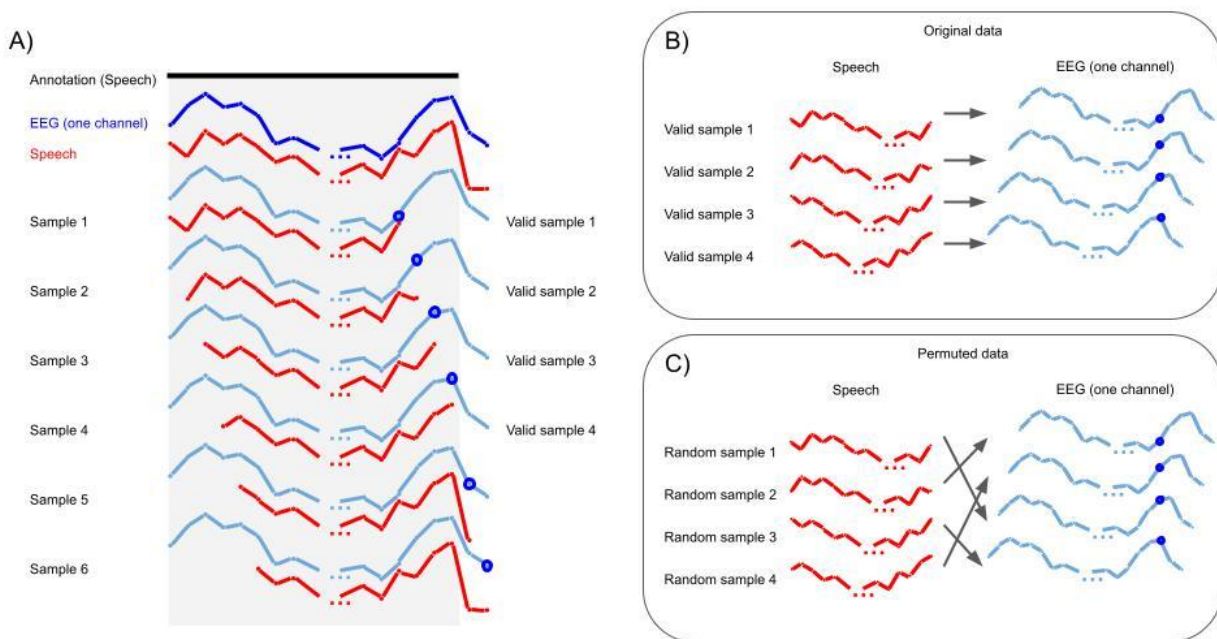 A)
Annotation (Speech)
EEG (one channel)
Speech
Sample 1
Valid sample 1
Sample 2
Valid sample 2
Sample 3
Valid sample 3
Sample 4
Valid sample 4
Sample 5
Sample 6
B)
Original data
Speech
EEG (one channel)
Valid sample 1
Valid sample 2
Valid sample 3
Valid sample 4
C)
Permuted data
Speech
EEG (one channel)
Random sample 1
Random sample 2
Random sample 3
Random sample 4